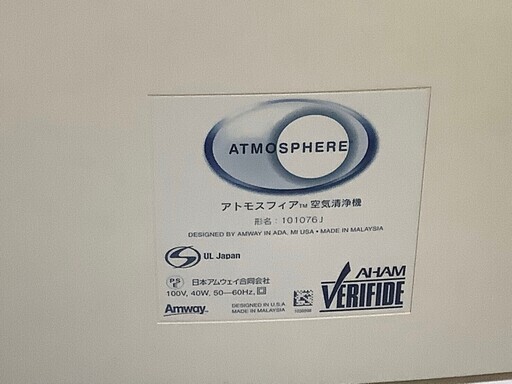 ATMOSPHERE
アトモスフィア™ 空気清浄機
形名：101076J
DESIGNED BY AMWAY IN ADA, MI USA • MADE IN MALAYSIA
UL Japan
PS E 日本アムウェイ合同会社
100V, 40W, 50—60Hz,
Amway
DESIGNED IN U.S.A
MADE IN MALAYSIA
AHAM
VERIFIDE